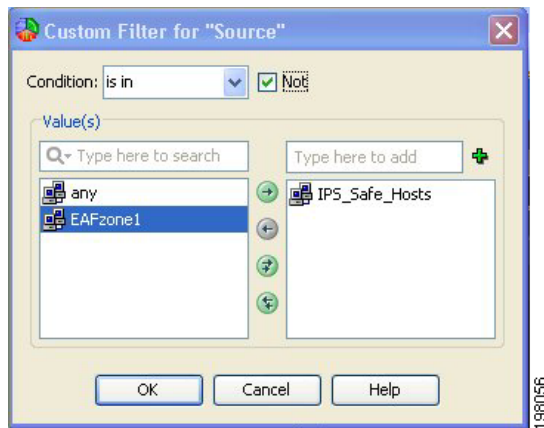 Custom Filter for "Source"
Condition: is in Not
Value(s)
Type here to search
Type here to add
any
EAFzone1
IPS_Safe_Hosts
OK Cancel Help
198056